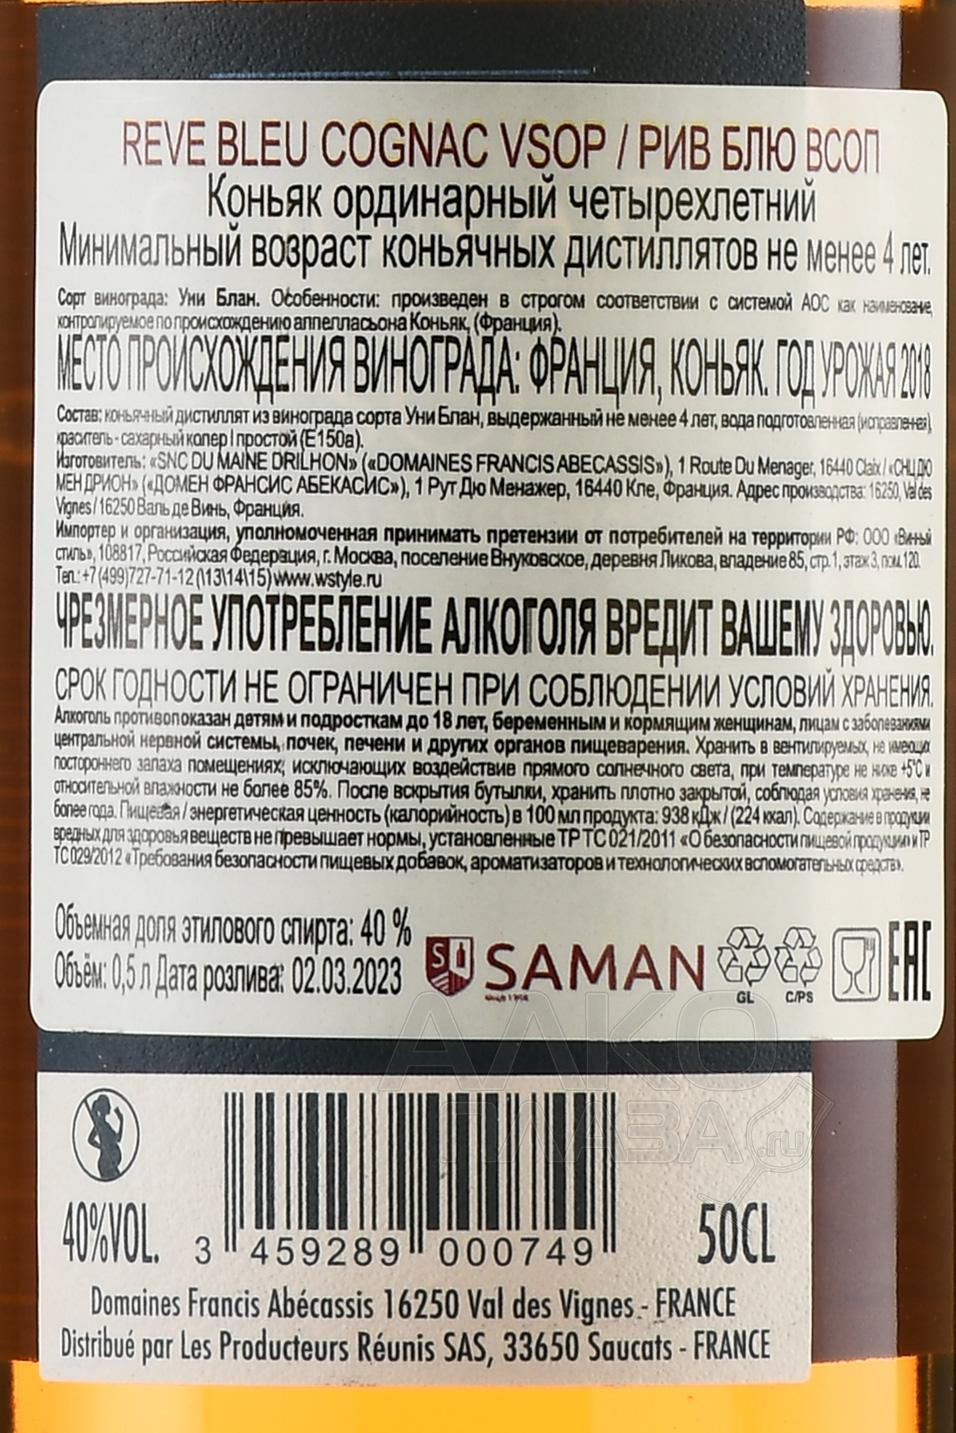 REVE BLEU COGNAC VSOP / РИВ БЛЮ ВСОП
Коньяк ординарный четырехлетний
Минимальный возраст коньячных дистиллятов не менее 4 лет.
Сорт винограда: Уни Блан. Особенности: произведен в строгом соответствии с системой АОС как наименование,
контролируемое по происхождению аппелласьона Коньяк, (Франция).
МЕСТО ПРОИСХОЖДЕНИЯ ВИНОГРАДА: ФРАНЦИЯ, КОНЬЯК. ГОД УРОЖАЯ 2018
Состав: коньячный дистиллят из винограда сорта Уни Блан, выдержанный не менее 4 лет, вода подготовленная (исправленная),
краситель - сахарный колер I простой (Е150а).
Изготовитель: «SNC DU MAINE DRILHON» («DOMAINES FRANCIS ABECASSIS»), 1 Route Du Menager, 16440 Claix / «СНЦ ДЮ
МЕН ДРИОН» («ДОМЕН ФРАНСИС АБЕКАСИС»), 1 Рут Дю Менажер, 16440 Кле, Франция. Адрес производства: 16250, Val des
Vignes / 16250 Валь де Винь, Франция.
Импортер и организация, уполномоченная принимать претензии от потребителей на территории РФ: ООО «Винный
стиль», 108817, Российская Федерация, г. Москва, поселение Внуковское, деревня Ликова, владение 85, стр. 1, этаж 3, пом. 120.
Тел.: +7 (499)727-71-12 (\13\14\15) www.wstyle.ru
ЧРЕЗМЕРНОЕ УПОТРЕБЛЕНИЕ АЛКОГОЛЯ ВРЕДИТ ВАШЕМУ ЗДОРОВЬЮ.
СРОК ГОДНОСТИ НЕ ОГРАНИЧЕН ПРИ СОБЛЮДЕНИИ УСЛОВИЙ ХРАНЕНИЯ.
Алкоголь противопоказан детям и подросткам до 18 лет, беременным и кормящим женщинам, лицам с заболеваниями
центральной нервной системы, почек, печени и других органов пищеварения. Хранить в вентилируемых, не имеющих
постороннего запаха помещениях, исключающих воздействие прямого солнечного света, при температуре не ниже +5°С и
относительной влажности не более 85%. После вскрытия бутылки, хранить плотно закрытой, соблюдая условия хранения, не
более года. Пищевая / энергетическая ценность (калорийность) в 100 мл продукта: 938 кДж / (224 ккал). Содержание в продукции
вредных для здоровья веществ не превышает нормы, установленные ТР ТС 021/2011 «О безопасности пищевой продукции» и ТР
ТС 029/2012 «Требования безопасности пищевых добавок, ароматизаторов и технологических вспомогательных средств».
Объемная доля этилового спирта: 40 %
Объём: 0,5 л Дата розлива: 02.03.2023
SAMAN
GL
C/PS
EAC
АЛКО
СЛАВА.ru
40%VOL.
3 459289 000749
50CL
Domaines Francis Abécassis 16250 Val des Vignes - FRANCE
Distribué par Les Producteurs Réunis SAS, 33650 Saucats - FRANCE